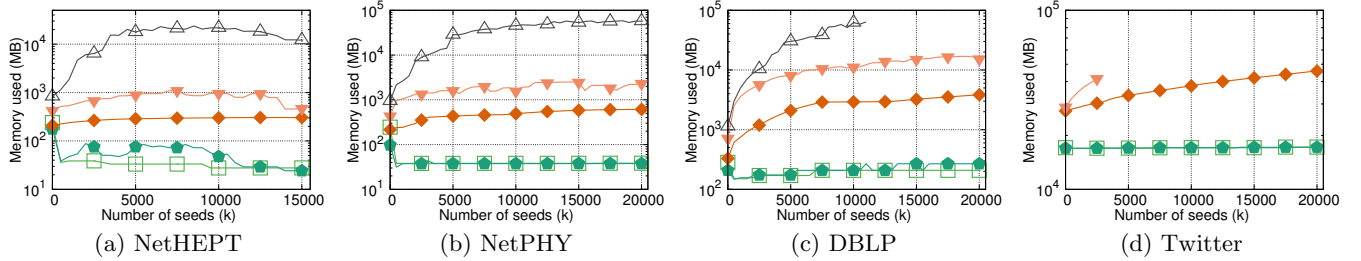 Memory used (MB)
10^4
10^3
10^2
10^1
0 5000 10000 15000
Number of seeds (k)
(a) NetHEPT
Memory used (MB)
10^5
10^4
10^3
10^2
10^1
0 5000 10000 15000 20000
Number of seeds (k)
(b) NetPHY
Memory used (MB)
10^5
10^4
10^3
10^2
0 5000 10000 15000 20000
Number of seeds (k)
(c) DBLP
Memory used (MB)
10^5
10^4
0 5000 10000 15000 20000
Number of seeds (k)
(d) Twitter